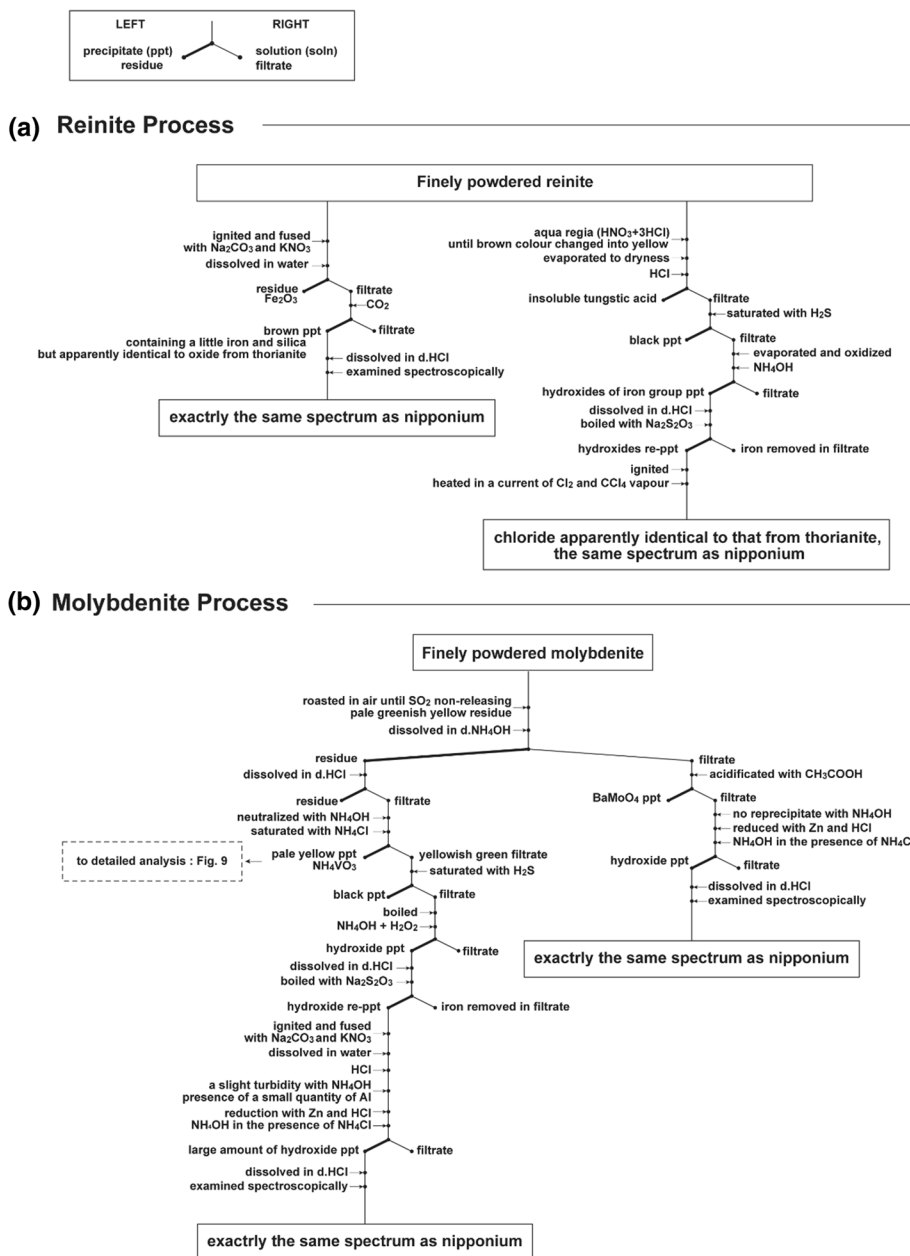 LEFT
RIGHT
precipitate (ppt)
residue
solution (soln)
filtrate
(a) Reinite Process
Finely powdered reinite
ignited and fused
with Na₂CO₃ and KNO₃
dissolved in water
residue
Fe₂O₃
filtrate
CO₂
brown ppt
containing a little iron and silica
but apparently identical to oxide from thorianite
filtrate
dissolved in d.HCl
examined spectroscopically
exactrly the same spectrum as nipponium
aqua regia (HNO₃+3HCl)
until brown colour changed into yellow
evaporated to dryness
HCl
insoluble tungstic acid
filtrate
saturated with H₂S
black ppt
filtrate
evaporated and oxidized
NH₄OH
hydroxides of iron group ppt
filtrate
dissolved in d.HCl
boiled with Na₂S₂O₃
hydroxides re-ppt
iron removed in filtrate
ignited
heated in a current of Cl₂ and CCl₄ vapour
chloride apparently identical to that from thorianite,
the same spectrum as nipponium
(b) Molybdenite Process
Finely powdered molybdenite
roasted in air until SO₂ non-releasing
pale greenish yellow residue
dissolved in d.NH₄OH
residue
dissolved in d.HCl
residue
filtrate
neutralized with NH₄OH
saturated with NH₄Cl
to detailed analysis : Fig. 9
pale yellow ppt
NH₄VO₃
yellowish green filtrate
saturated with H₂S
black ppt
filtrate
boiled
NH₄OH + H₂O₂
hydroxide ppt
filtrate
dissolved in d.HCl
boiled with Na₂S₂O₃
hydroxide re-ppt
iron removed in filtrate
ignited and fused
with Na₂CO₃ and KNO₃
dissolved in water
HCl
a slight turbidity with NH₄OH
presence of a small quantity of Al
reduction with Zn and HCl
NH₄OH in the presence of NH₄Cl
large amount of hydroxide ppt
filtrate
dissolved in d.HCl
examined spectroscopically
exactrly the same spectrum as nipponium
filtrate
acidificated with CH₃COOH
BaMoO4 ppt
filtrate
no reprecipitate with NH₄OH
reduced with Zn and HCl
NH₄OH in the presence of NH₄C
hydroxide ppt
filtrate
dissolved in d.HCl
examined spectroscopically
exactrly the same spectrum as nipponium